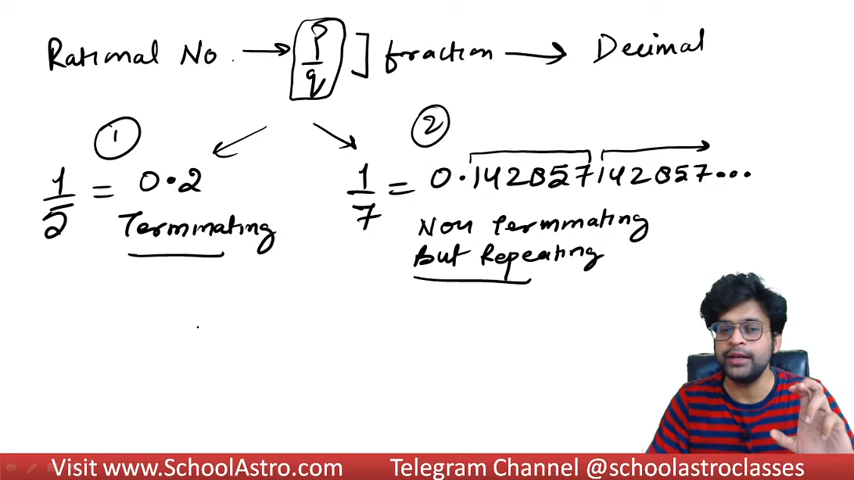 Rational No. → p/q ] fraction → Decimal
① ②
1/5 = 0.2
Terminating
1/7 = 0.142857142857...
Non Terminating
But Repeating
Visit www.SchoolAstro.com Telegram Channel @schoolastroclasses